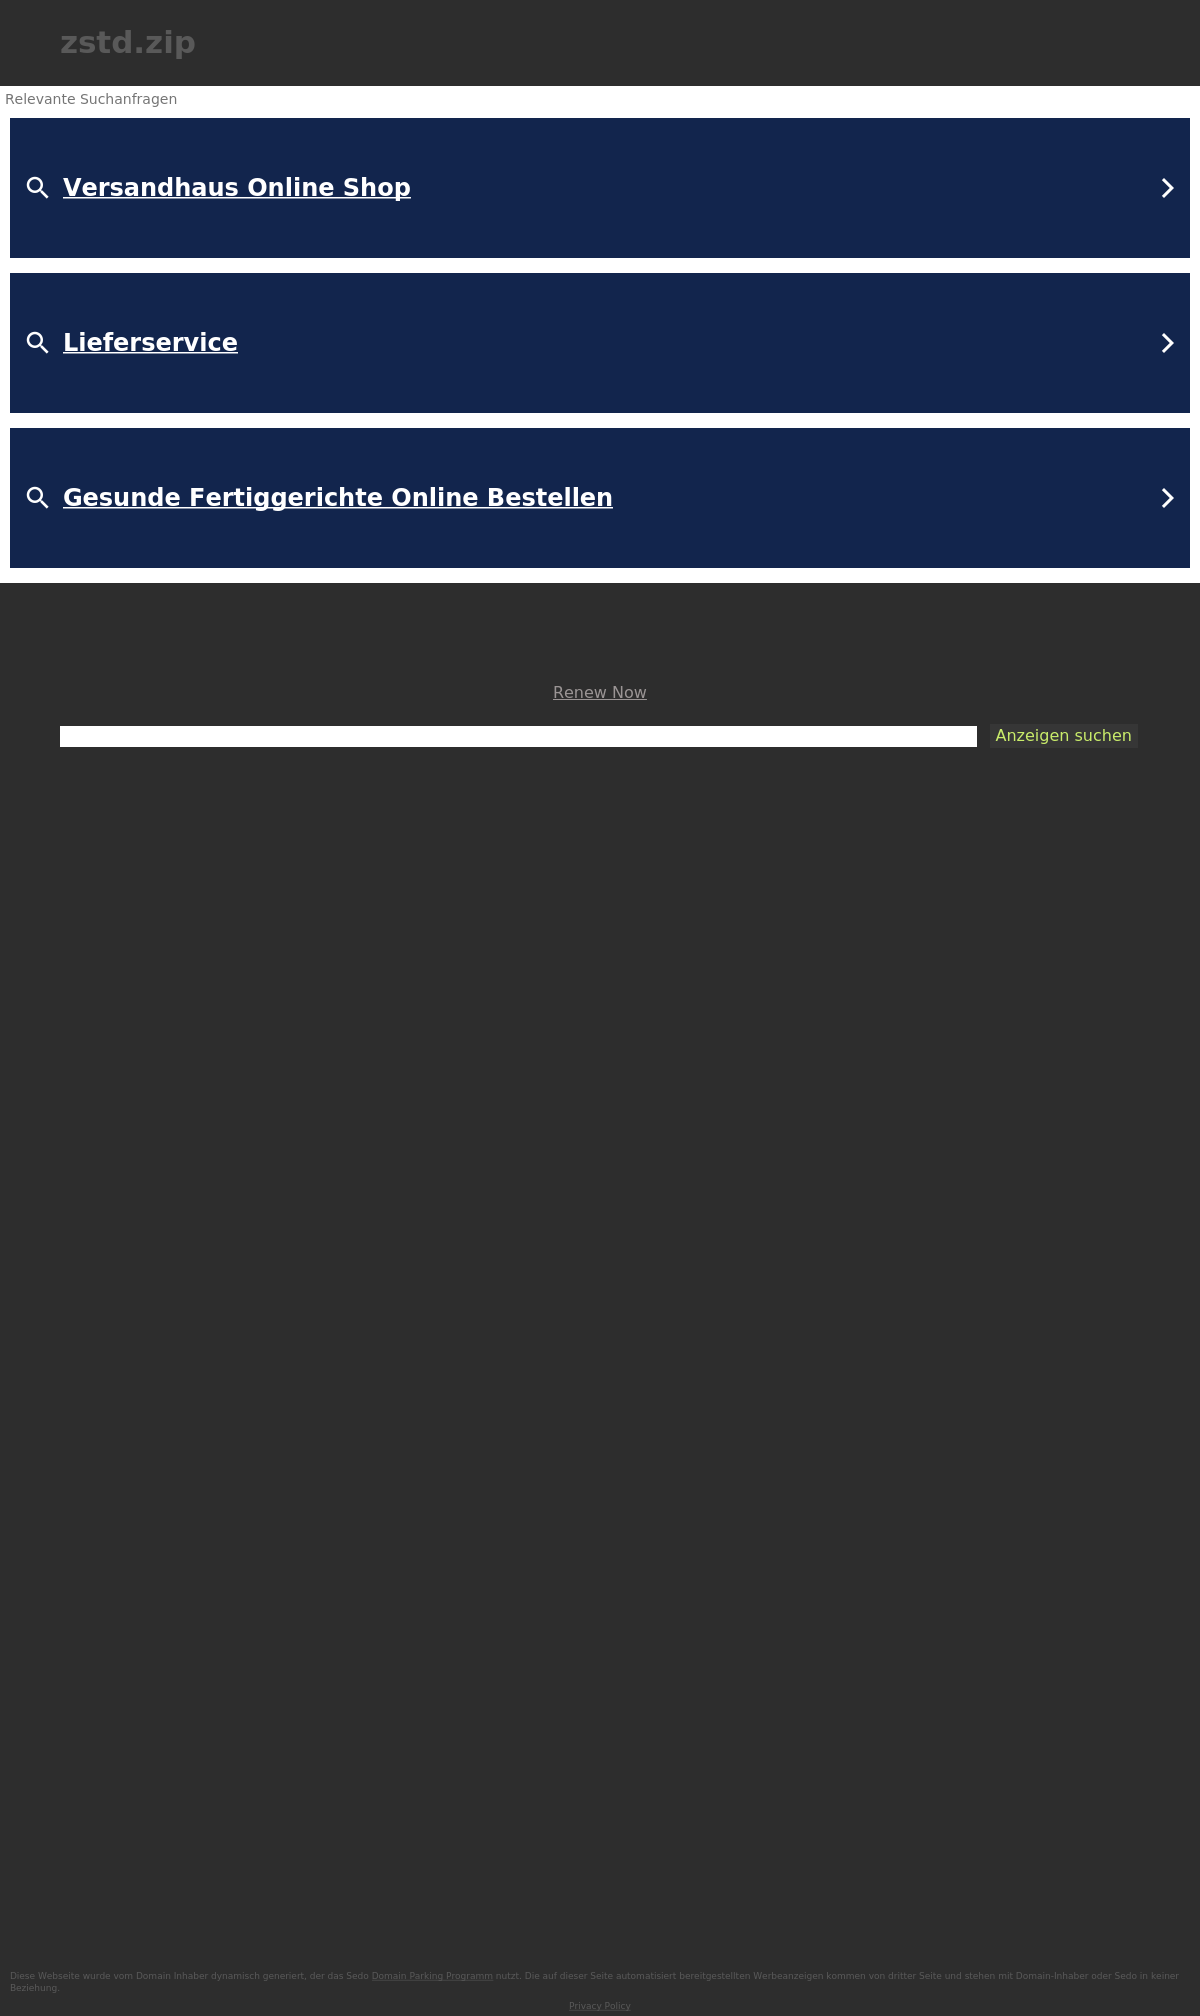 zstd.zip
Relevante Suchanfragen
Versandhaus Online Shop
Lieferservice
Gesunde Fertiggerichte Online Bestellen
Renew Now
Anzeigen suchen
Diese Webseite wurde vom Domain Inhaber dynamisch generiert, der das Sedo Domain Parking Programm nutzt. Die auf dieser Seite automatisiert bereitgestellten Werbeanzeigen kommen von dritter Seite und stehen mit Domain-Inhaber oder Sedo in keiner
Beziehung.
Privacy Policy